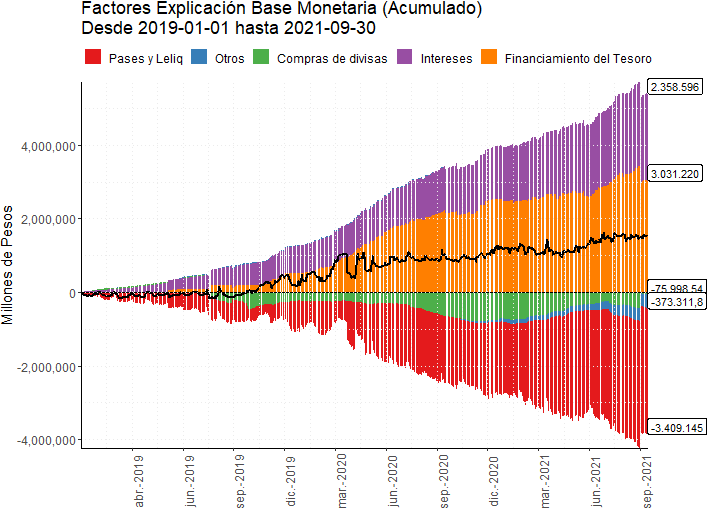 Factores Explicación Base Monetaria (Acumulado)
Desde 2019-01-01 hasta 2021-09-30
Pases y Leliq Otros Compras de divisas Intereses Financiamiento del Tesoro
Millones de Pesos
4,000,000
2,000,000
0
-2,000,000
-4,000,000
2.358.596
3.031.220
-75.998,54
-373.311,8
-3.409.145
abr.-2019
jun.-2019
sep.-2019
dic.-2019
mar.-2020
jun.-2020
sep.-2020
dic.-2020
mar.-2021
jun.-2021
sep.-2021